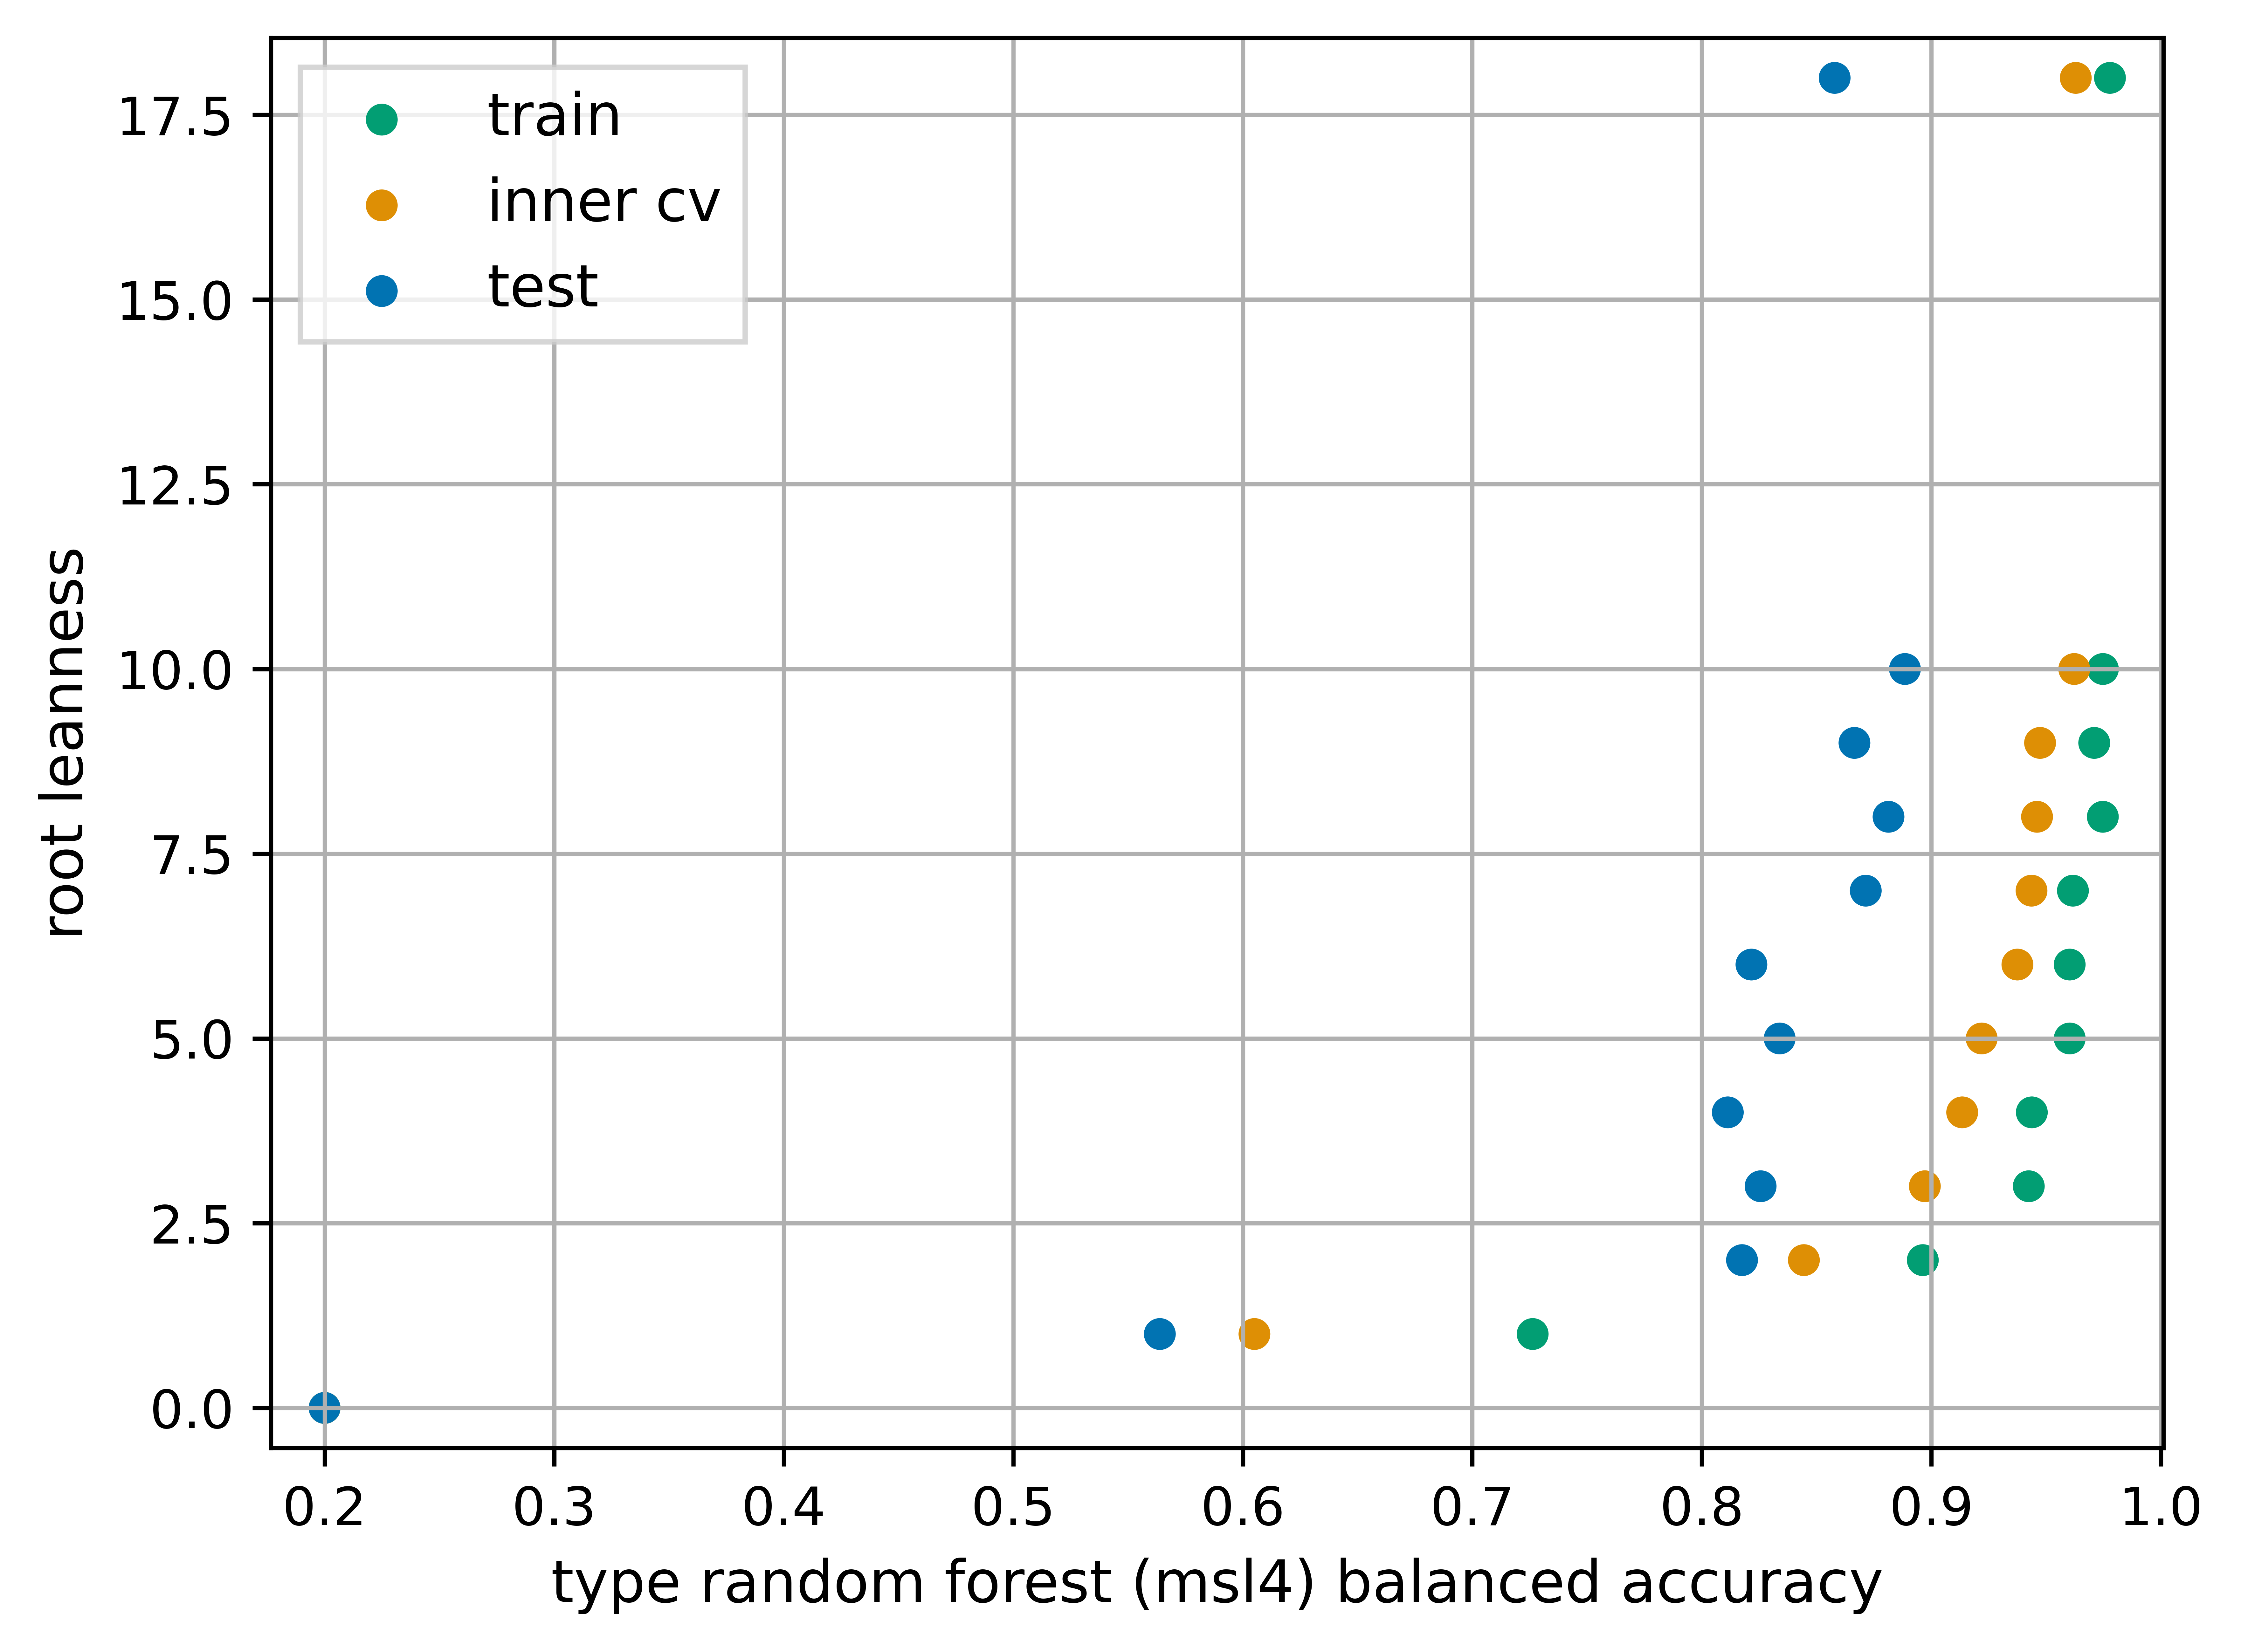 train
inner cv
test
17.5
15.0
12.5
10.0
7.5
5.0
2.5
0.0
root leanness
0.2 0.3 0.4 0.5 0.6 0.7 0.8 0.9 1.0
type random forest (msl4) balanced accuracy